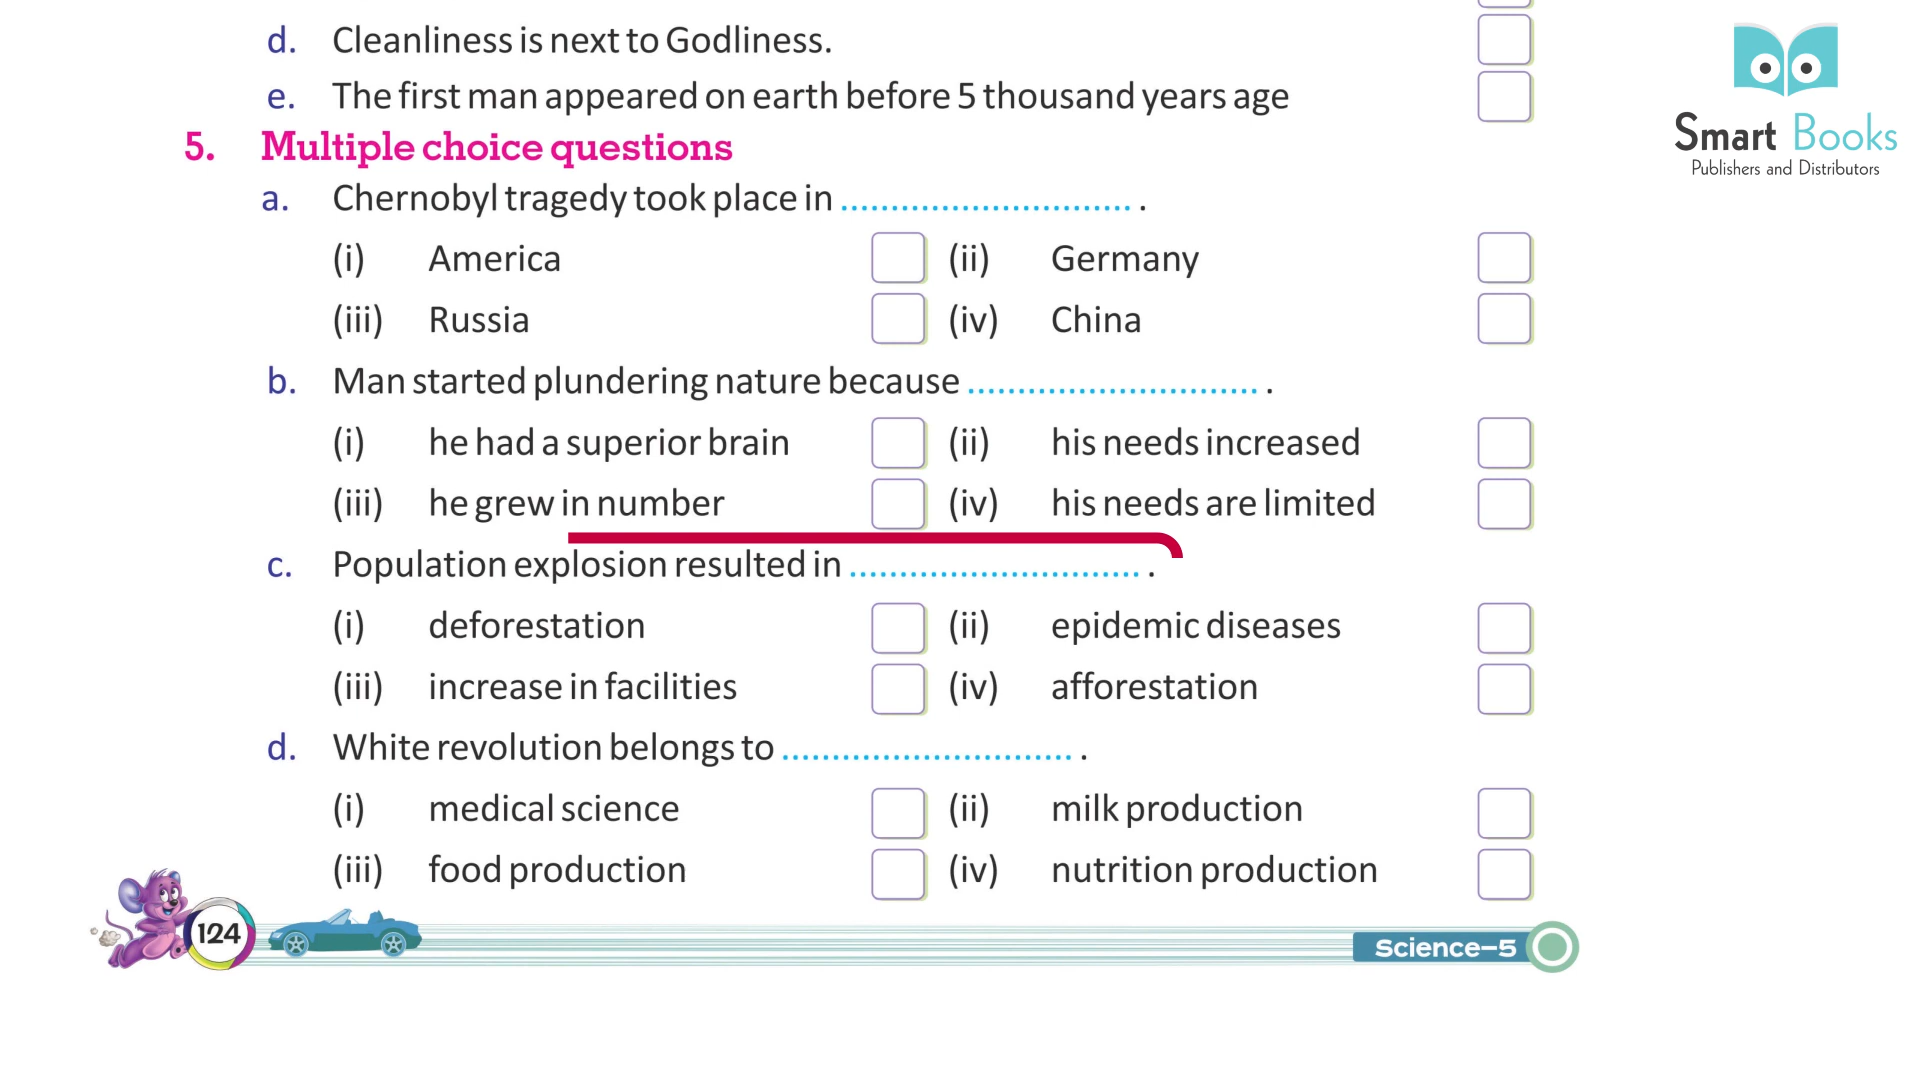 d. Cleanliness is next to Godliness.
e. The first man appeared on earth before 5 thousand years age
5. Multiple choice questions
a. Chernobyl tragedy took place in ............................. .
(i) America (ii) Germany
(iii) Russia (iv) China
b. Man started plundering nature because ............................. .
(i) he had a superior brain (ii) his needs increased
(iii) he grew in number (iv) his needs are limited
c. Population explosion resulted in ............................. .
(i) deforestation (ii) epidemic diseases
(iii) increase in facilities (iv) afforestation
d. White revolution belongs to ............................. .
(i) medical science (ii) milk production
(iii) food production (iv) nutrition production
124
Science–5
Smart Books
Publishers and Distributors